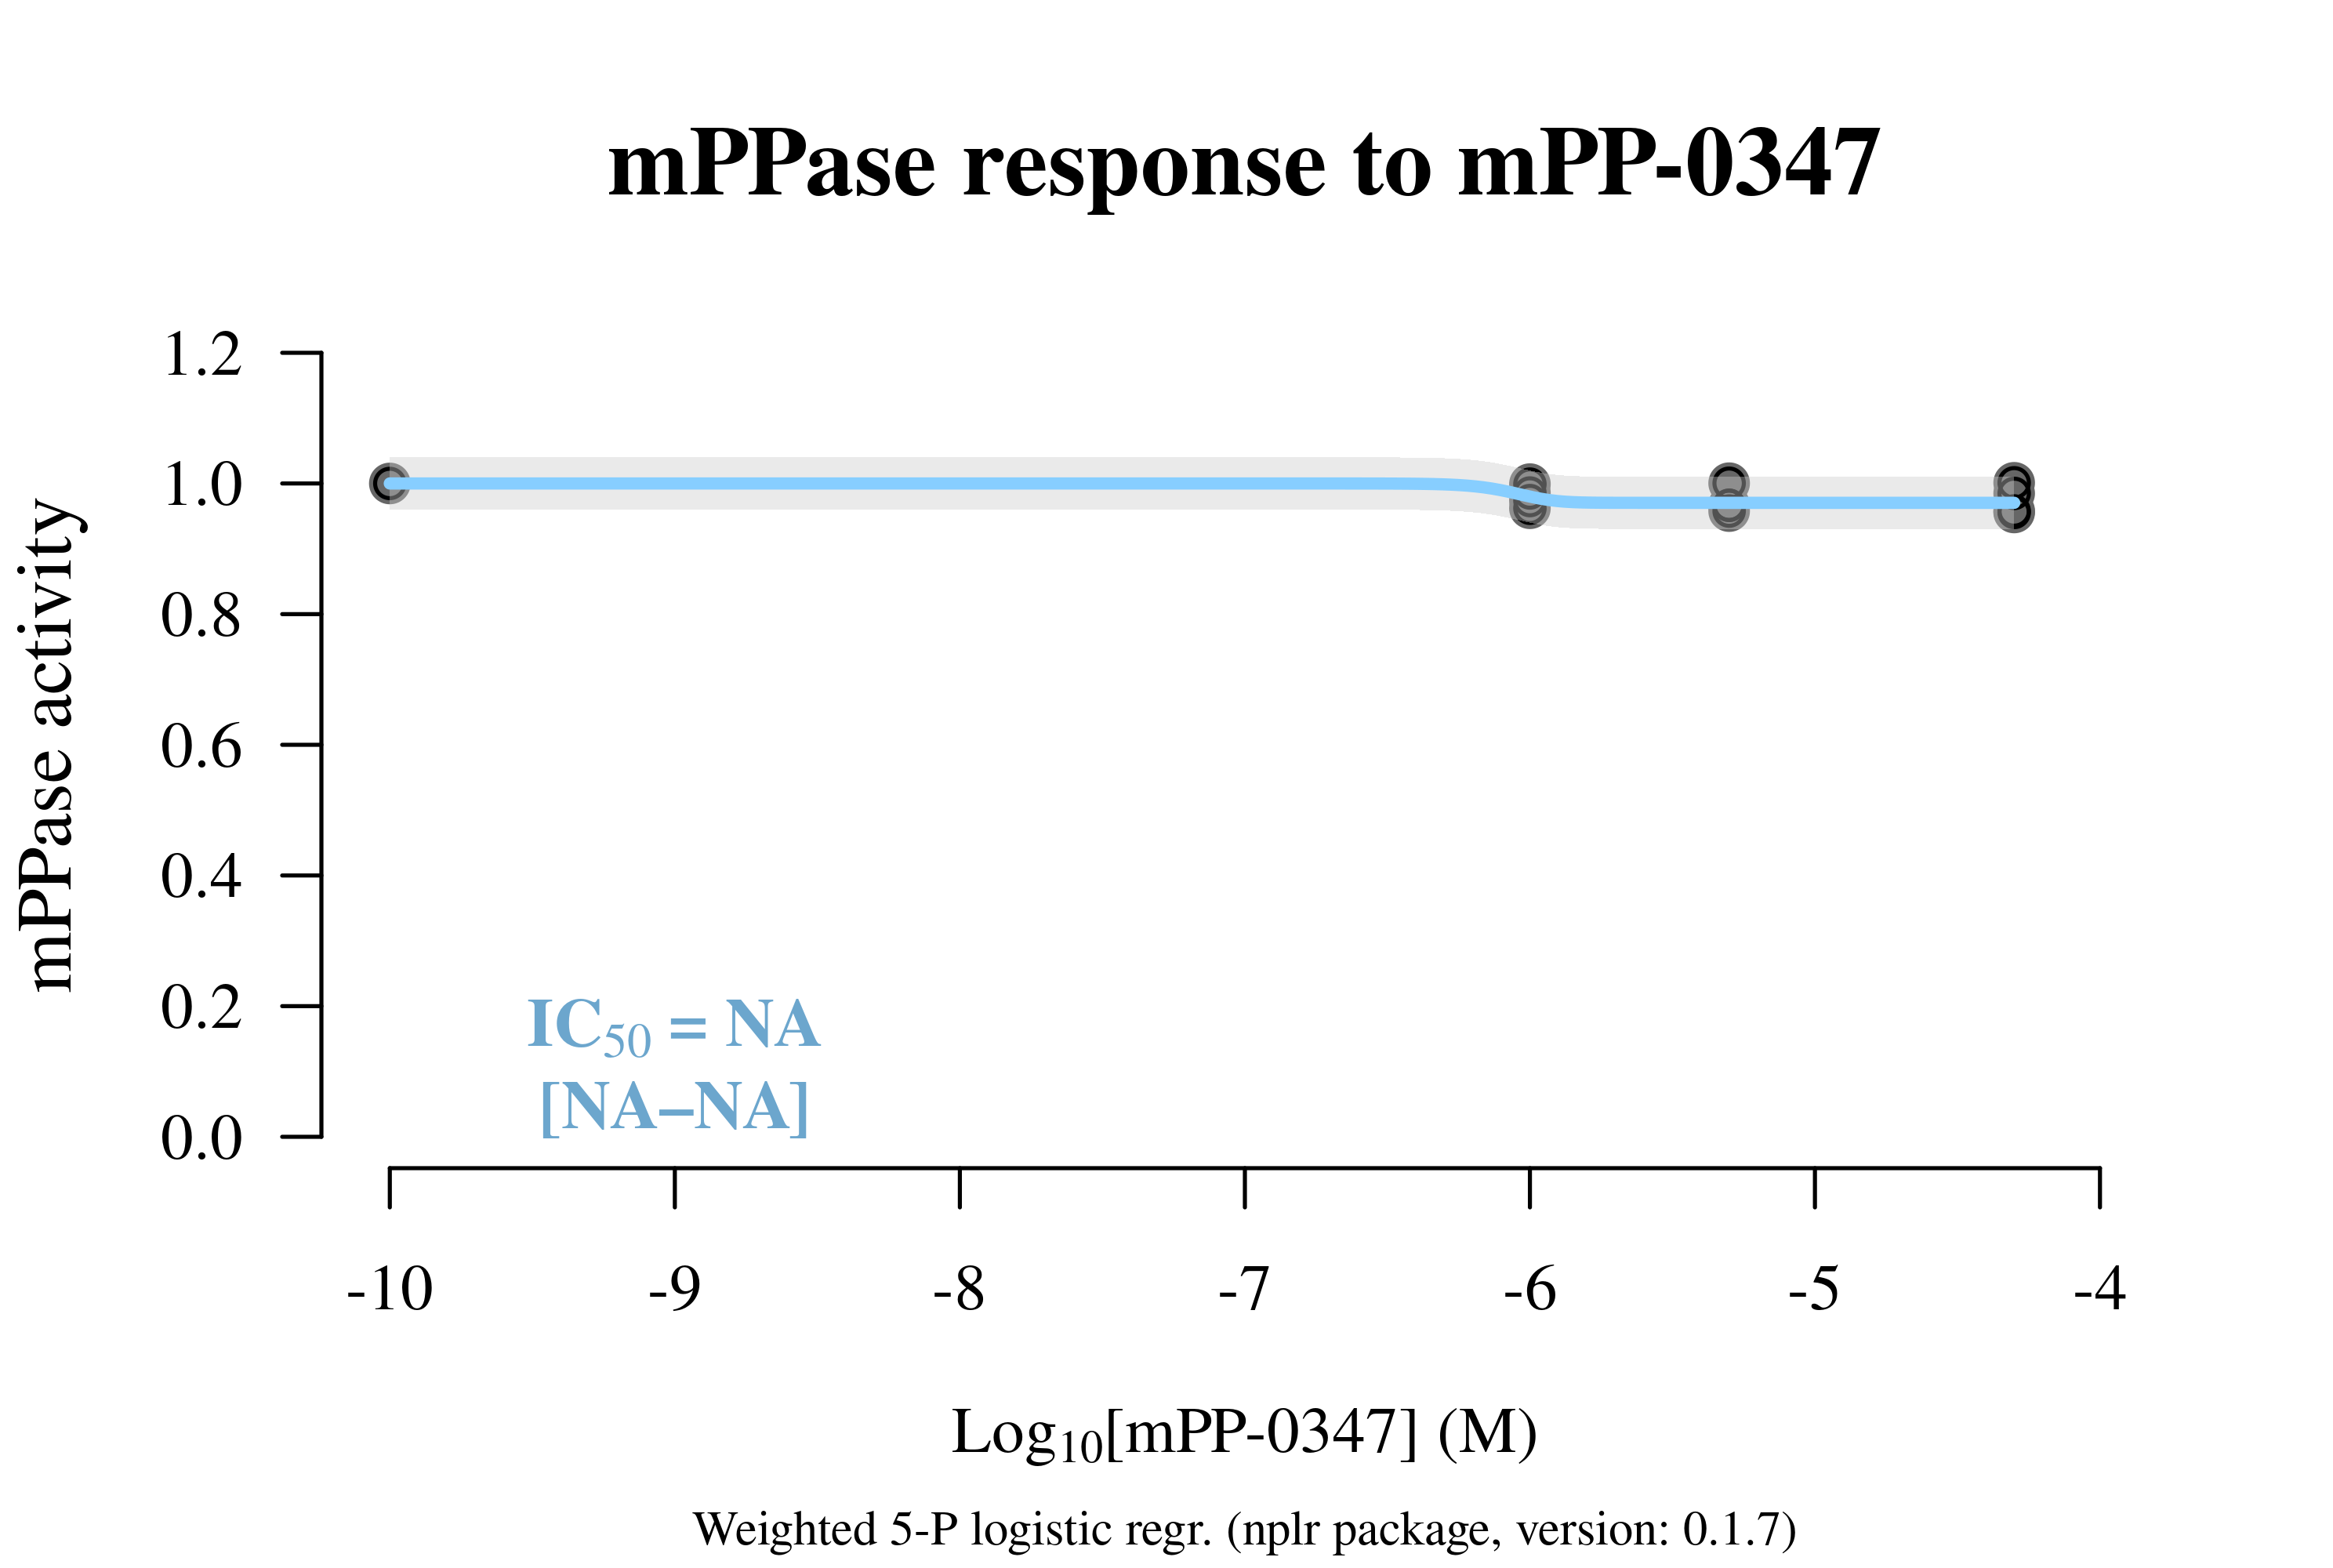 mPPase response to mPP-0347
mPPase activity
1.2
1.0
0.8
0.6
0.4
0.2
0.0
IC50 = NA
[NA–NA]
-10 -9 -8 -7 -6 -5 -4
Log10[mPP-0347] (M)
Weighted 5-P logistic regr. (nplr package, version: 0.1.7)